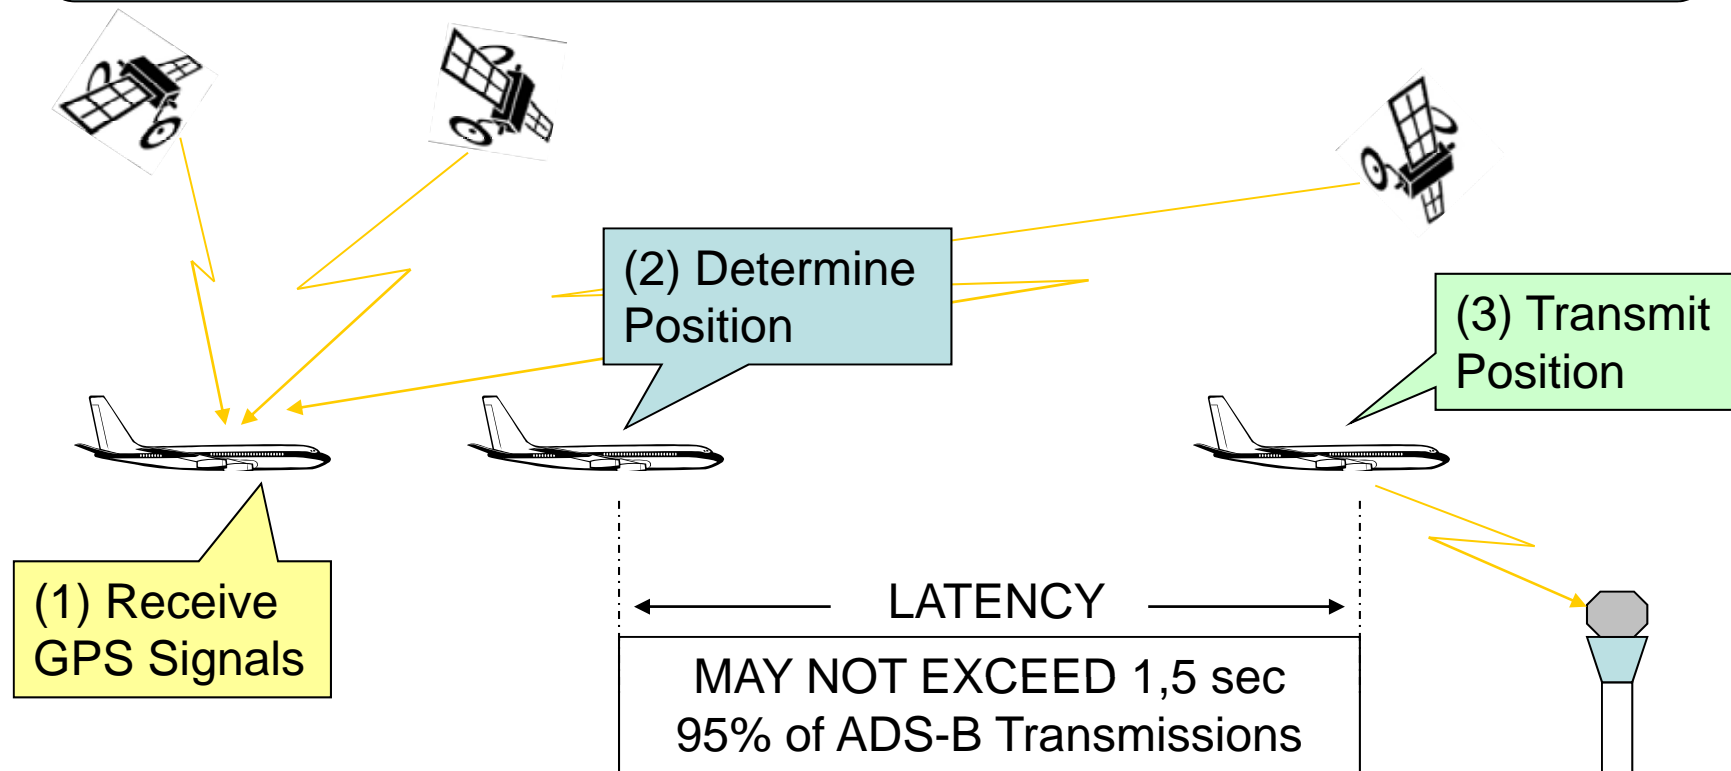 (2) Determine
Position
(3) Transmit
Position
(1) Receive
GPS Signals
LATENCY
MAY NOT EXCEED 1,5 sec
95% of ADS-B Transmissions